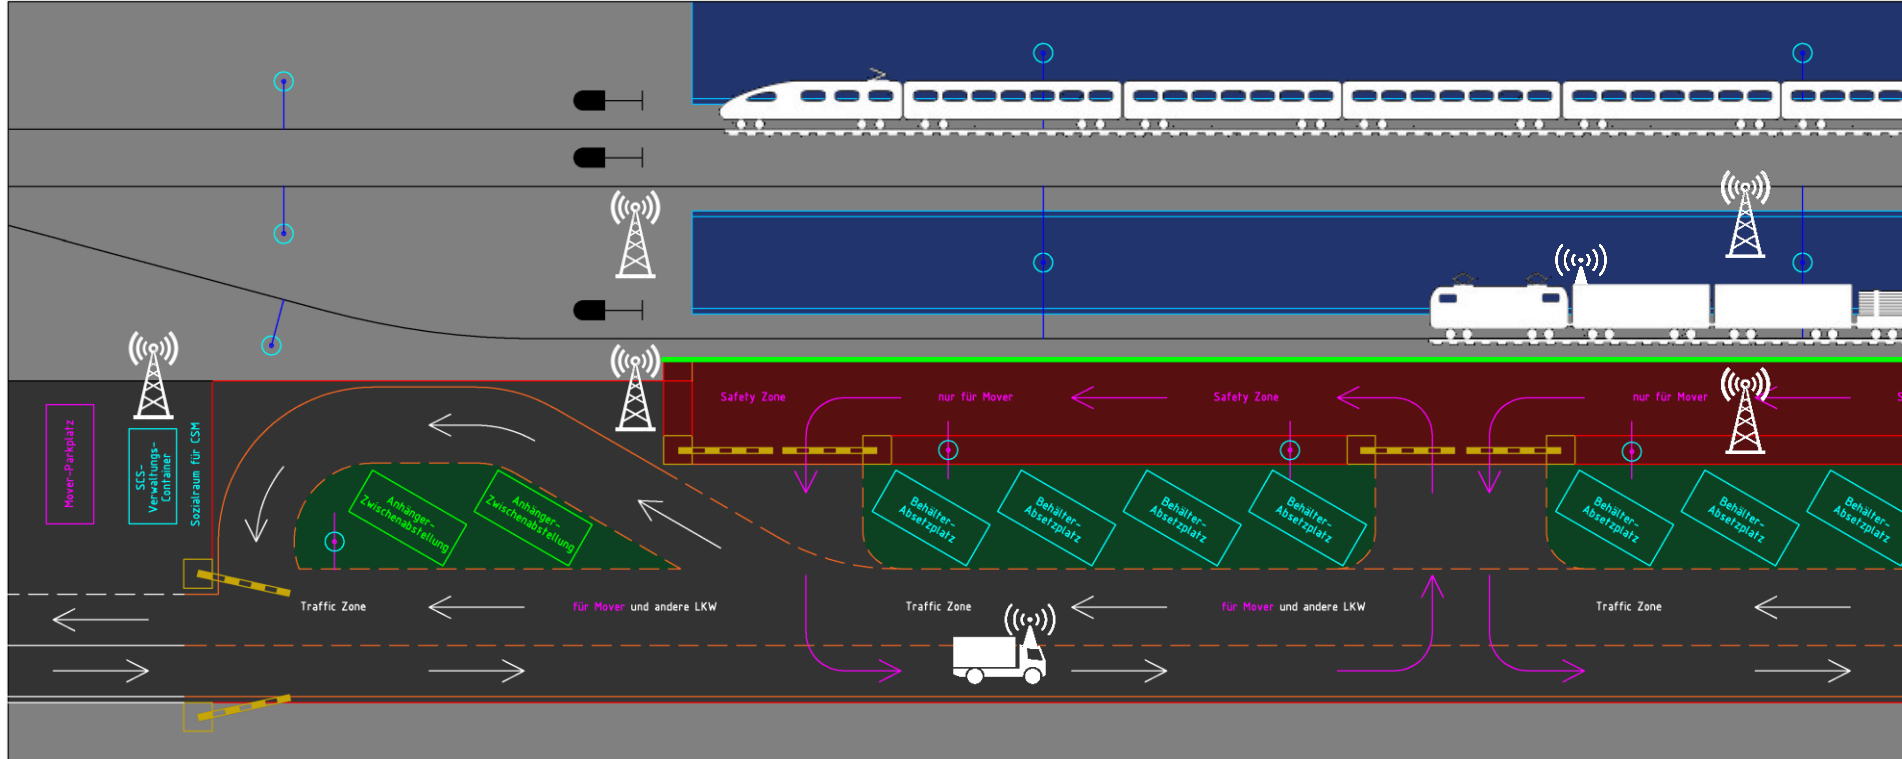 Safety Zone
nur für Mover
Safety Zone
nur für Mover
S
Mover-Parkplatz
SCS-
Verwaltungs-
Container
Sozialraum für CSM
Anhänger-
Zwischenabstellung
Anhänger-
Zwischenabstellung
Behälter-
Absetzplatz
Behälter-
Absetzplatz
Behälter-
Absetzplatz
Behälter-
Absetzplatz
Behälter-
Absetzplatz
Behälter-
Absetzplatz
Behälter-
Absetzplatz
Traffic Zone
für Mover und andere LKW
Traffic Zone
für Mover und andere LKW
Traffic Zone